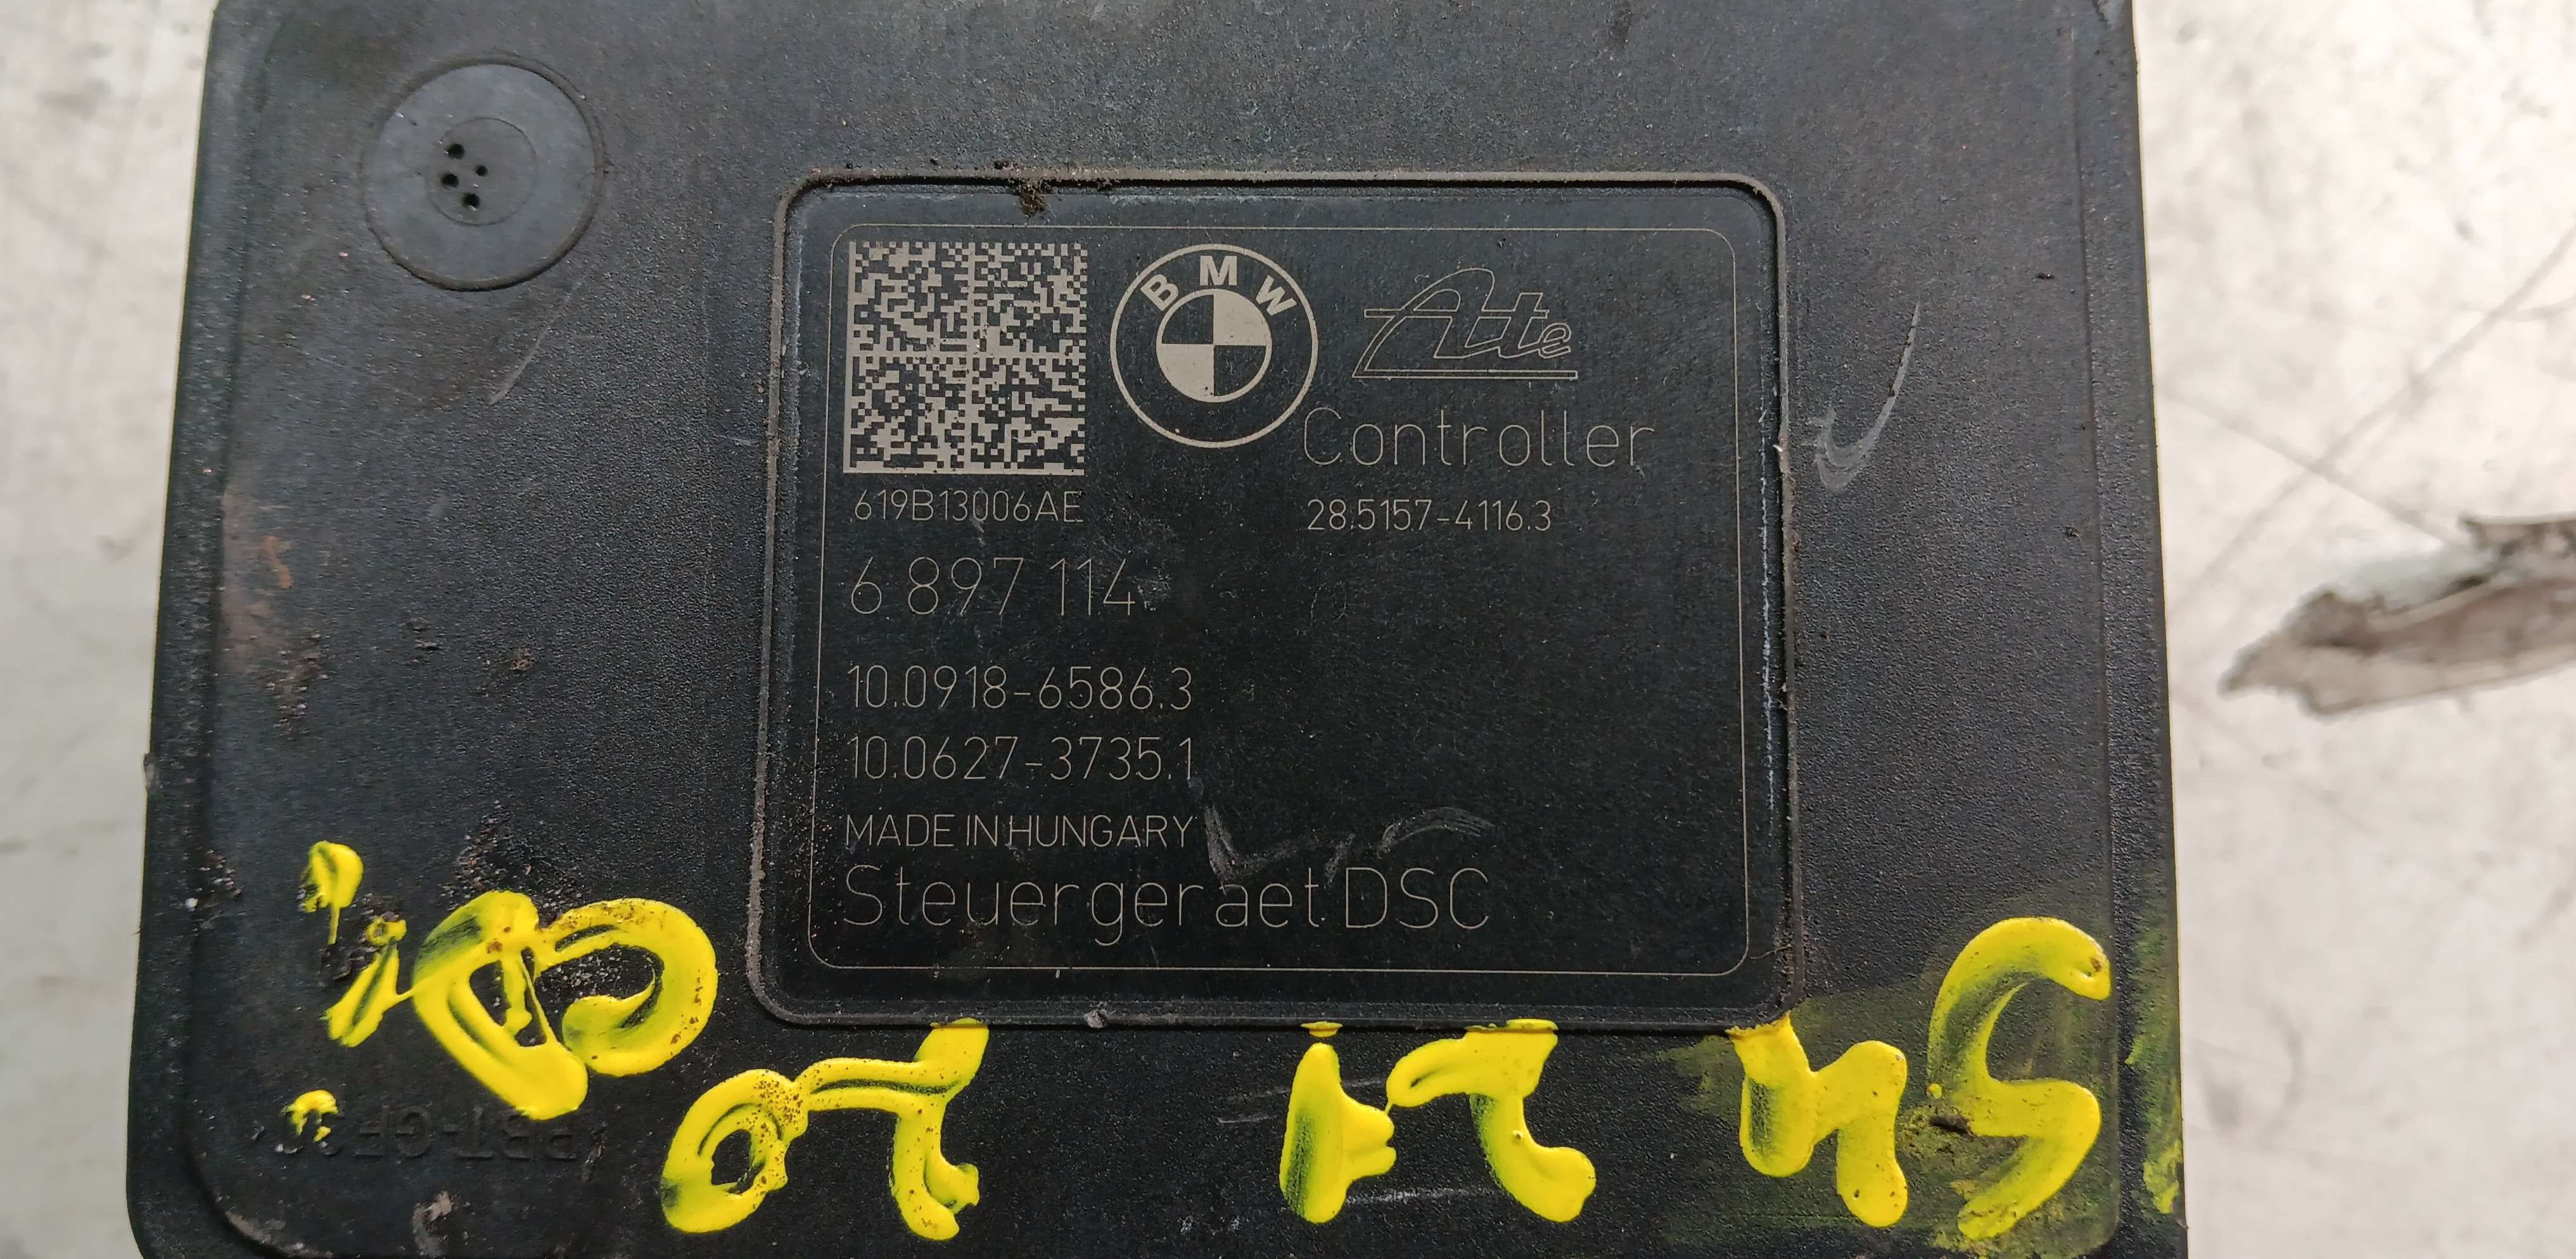 BMW
Ate
Controller
619B13006AE
28.5157-4116.3
6 897 114
10.0918-6586.3
10.0627-3735.1
MADE IN HUNGARY
Steuergeraet DSC